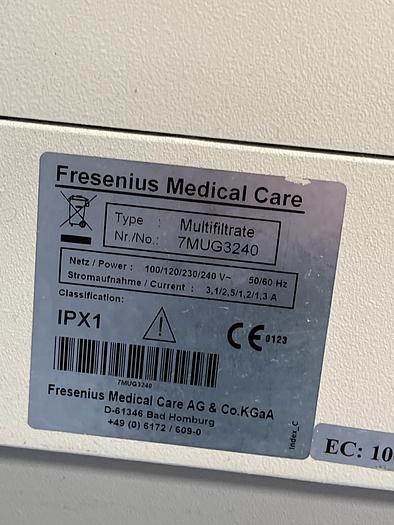 Fresenius Medical Care
Type : Multifiltrate
Nr./No.: 7MUG3240
Netz / Power : 100/120/230/240 V~ 50/60 Hz
Stromaufnahme / Current : 3,1/2,5/1,2/1,3 A
Classification:
IPX1
CE 0123
7MUG3240
Fresenius Medical Care AG & Co.KGaA
D-61346 Bad Homburg
+49 (0) 6172 / 609-0
Index_C
EC: 10